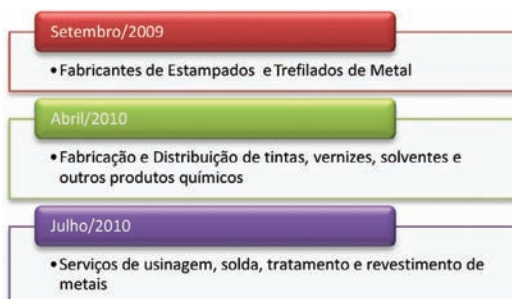 Setembro/2009
•Fabricantes de Estampados e Trefilados de Metal
Abril/2010
•Fabricação e Distribuição de tintas, vernizes, solventes e
outros produtos químicos
Julho/2010
•Serviços de usinagem, solda, tratamento e revestimento de
metais